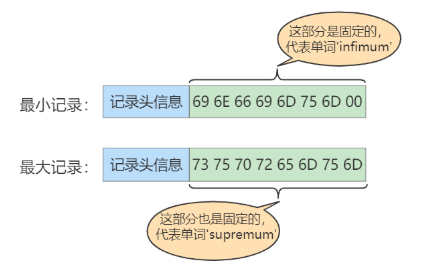 这部分是固定的，
代表单词'infimum'
最小记录：
记录头信息
69 6E 66 69 6D 75 6D 00
最大记录：
记录头信息
73 75 70 72 65 6D 75 6D
这部分也是固定的，
代表单词'supremum'